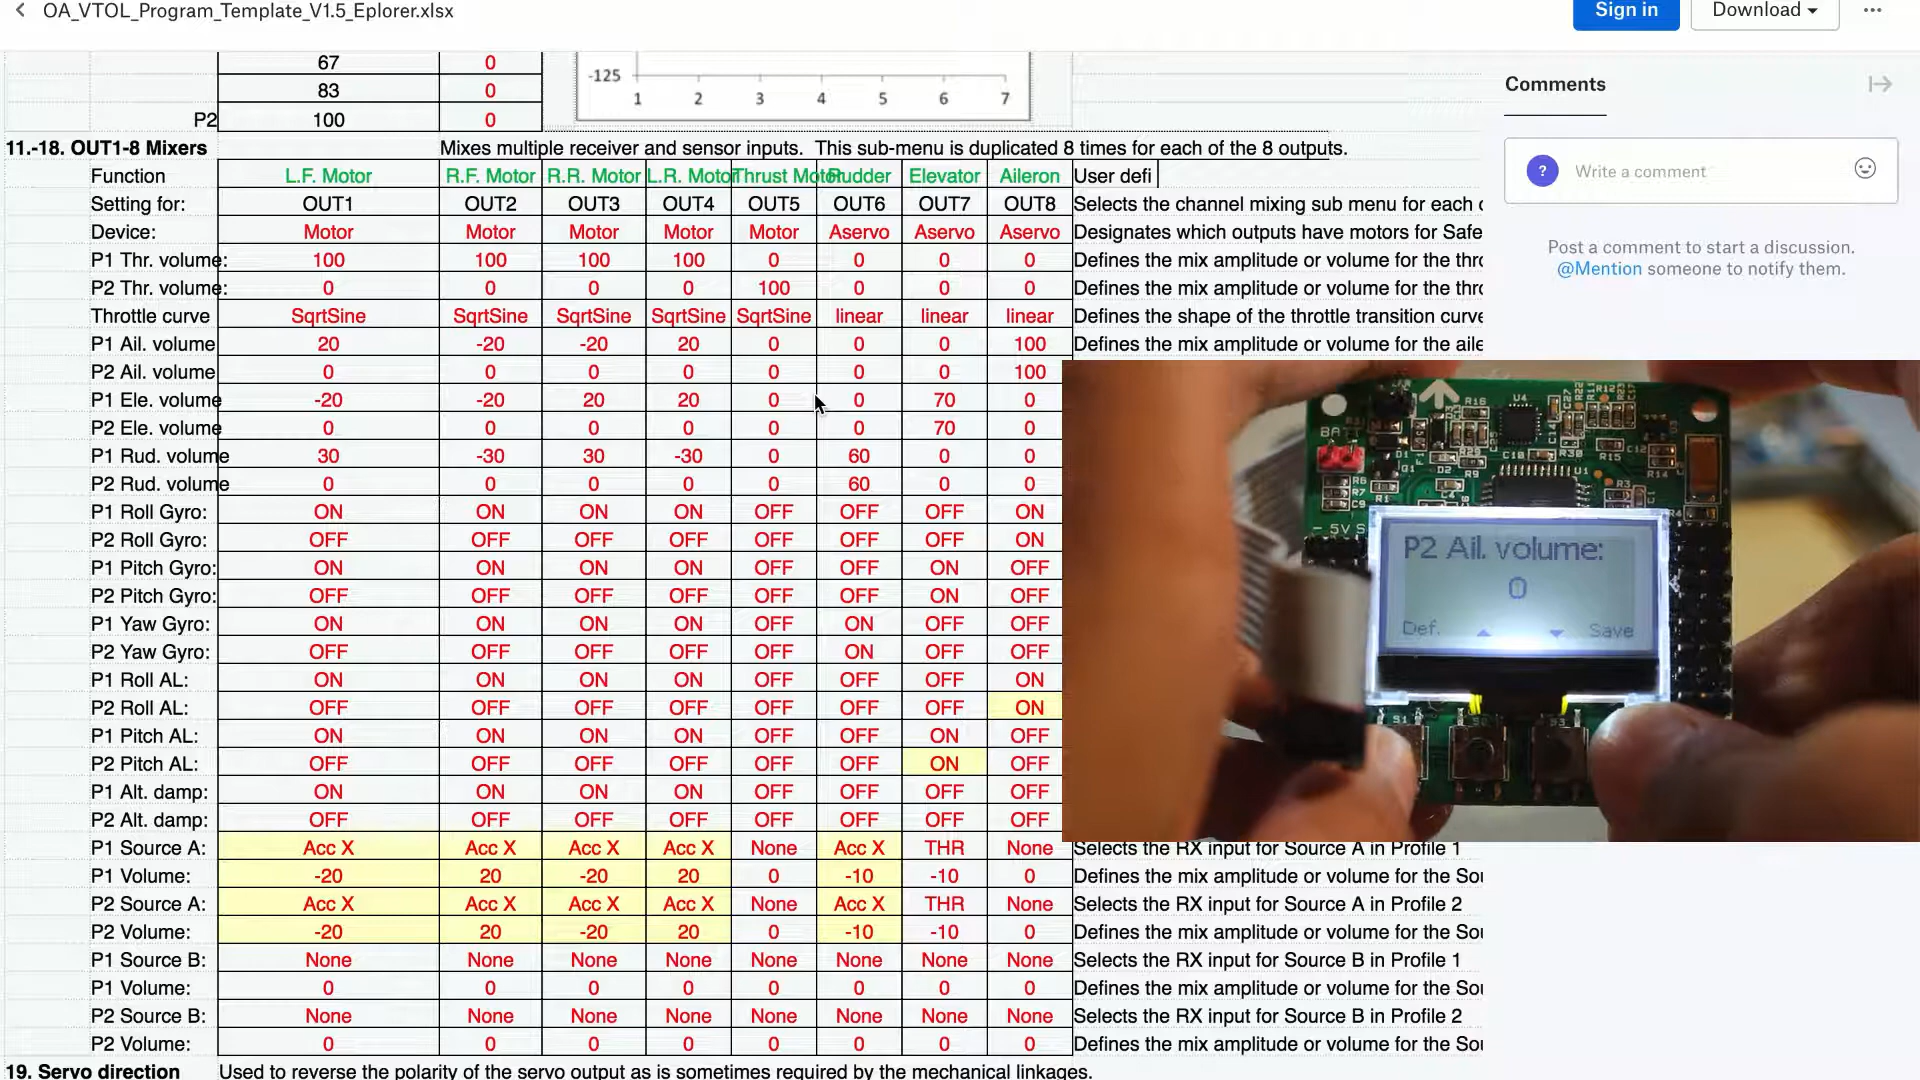 OA_VTOL_Program_Template_V1.5_Eplorer.xlsx
Sign in
Download
67 0
83 0
P2 100 0
-125
1 2 3 4 5 6 7
Comments
? Write a comment
Post a comment to start a discussion.
@Mention someone to notify them.
11.-18. OUT1-8 Mixers Mixes multiple receiver and sensor inputs. This sub-menu is duplicated 8 times for each of the 8 outputs.
Function L.F. Motor R.F. Motor R.R. Motor L.R. Motor Thrust Motor Rudder Elevator Aileron User defi
Setting for: OUT1 OUT2 OUT3 OUT4 OUT5 OUT6 OUT7 OUT8 Selects the channel mixing sub menu for each
Device: Motor Motor Motor Motor Motor Aservo Aservo Aservo Designates which outputs have motors for Safe
P1 Thr. volume: 100 100 100 100 0 0 0 0 Defines the mix amplitude or volume for the thr
P2 Thr. volume: 0 0 0 0 100 0 0 0 Defines the mix amplitude or volume for the thr
Throttle curve SqrtSine SqrtSine SqrtSine SqrtSine SqrtSine linear linear linear Defines the shape of the throttle transition curve
P1 Ail. volume 20 -20 -20 20 0 0 0 100 Defines the mix amplitude or volume for the aile
P2 Ail. volume 0 0 0 0 0 0 0 100
P1 Ele. volume -20 -20 20 20 0 0 70 0
P2 Ele. volume 0 0 0 0 0 0 70 0
P1 Rud. volume 30 -30 30 -30 0 60 0 0
P2 Rud. volume 0 0 0 0 0 60 0 0
P1 Roll Gyro: ON ON ON ON OFF OFF OFF ON
P2 Roll Gyro: OFF OFF OFF OFF OFF OFF OFF ON
P1 Pitch Gyro: ON ON ON ON OFF OFF ON OFF
P2 Pitch Gyro: OFF OFF OFF OFF OFF OFF ON OFF
P1 Yaw Gyro: ON ON ON ON OFF ON OFF OFF
P2 Yaw Gyro: OFF OFF OFF OFF OFF ON OFF OFF
P1 Roll AL: ON ON ON ON OFF OFF OFF ON
P2 Roll AL: OFF OFF OFF OFF OFF OFF OFF ON
P1 Pitch AL: ON ON ON ON OFF OFF ON OFF
P2 Pitch AL: OFF OFF OFF OFF OFF OFF ON OFF
P1 Alt. damp: ON ON ON ON OFF OFF OFF OFF
P2 Alt. damp: OFF OFF OFF OFF OFF OFF OFF OFF
P1 Source A: Acc X Acc X Acc X Acc X None Acc X THR None Selects the RX input for Source A in Profile 1
P1 Volume: -20 20 -20 20 0 -10 -10 0 Defines the mix amplitude or volume for the Sou
P2 Source A: Acc X Acc X Acc X Acc X None Acc X THR None Selects the RX input for Source A in Profile 2
P2 Volume: -20 20 -20 20 0 -10 -10 0 Defines the mix amplitude or volume for the Sou
P1 Source B: None None None None None None None None Selects the RX input for Source B in Profile 1
P1 Volume: 0 0 0 0 0 0 0 0 Defines the mix amplitude or volume for the Sou
P2 Source B: None None None None None None None None Selects the RX input for Source B in Profile 2
P2 Volume: 0 0 0 0 0 0 0 0 Defines the mix amplitude or volume for the Sou
19. Servo direction Used to reverse the polarity of the servo output as is sometimes required by the mechanical linkages.
U4
R16
R12
C12
R15
R14
R3
U1
C10
R30
D1
D2
G1
R29
R9
C4
R1
R6
R7
C9
- 5V S
P2 Ail. volume:
0
Def. Save
S1